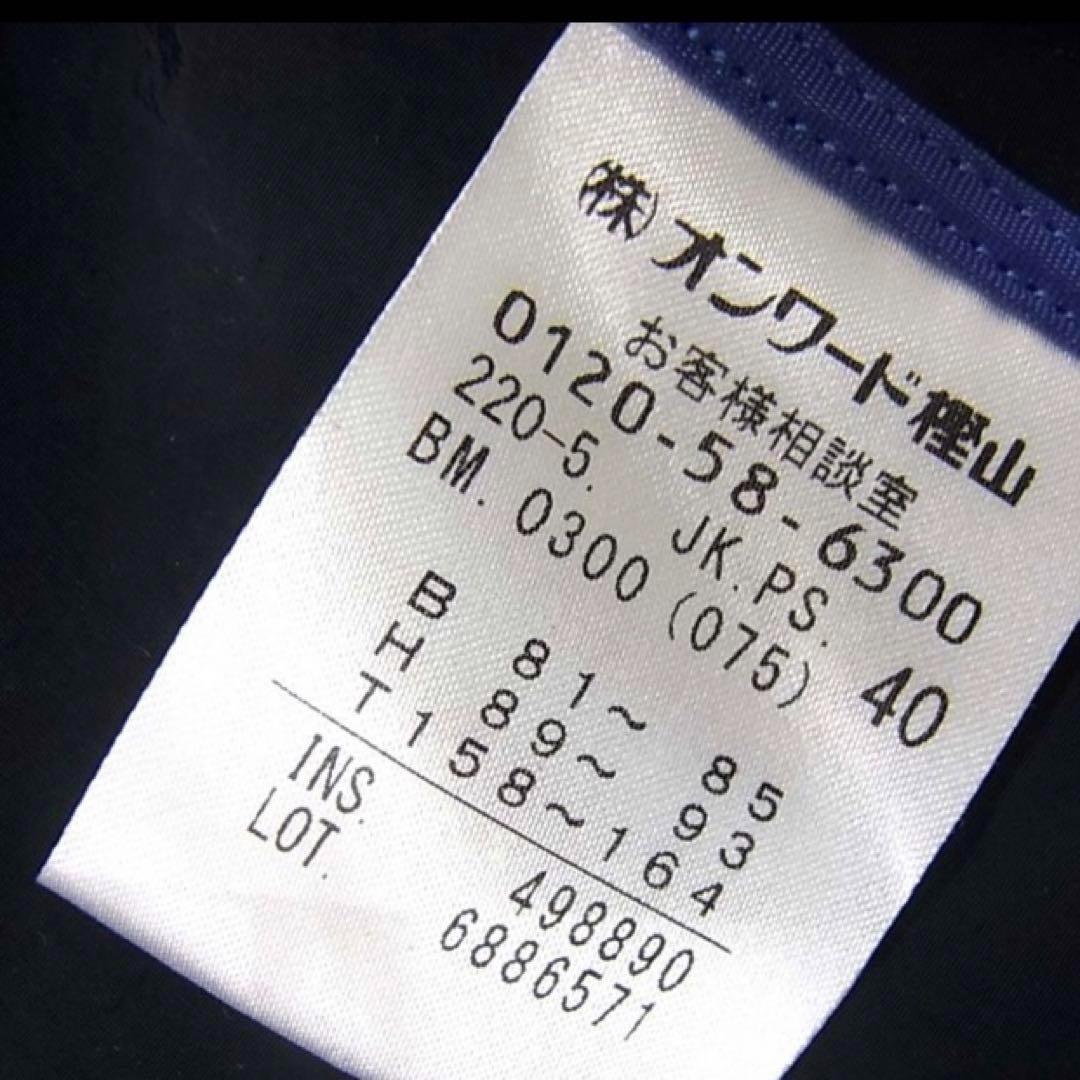 ㈱オンワード樫山
お客様相談室
0120-58-6300
220-5. JK.PS. 40
BM. 0300 (075)
B 81~ 85
H 89~ 93
T158~164
INS. 498890
LOT. 6886571